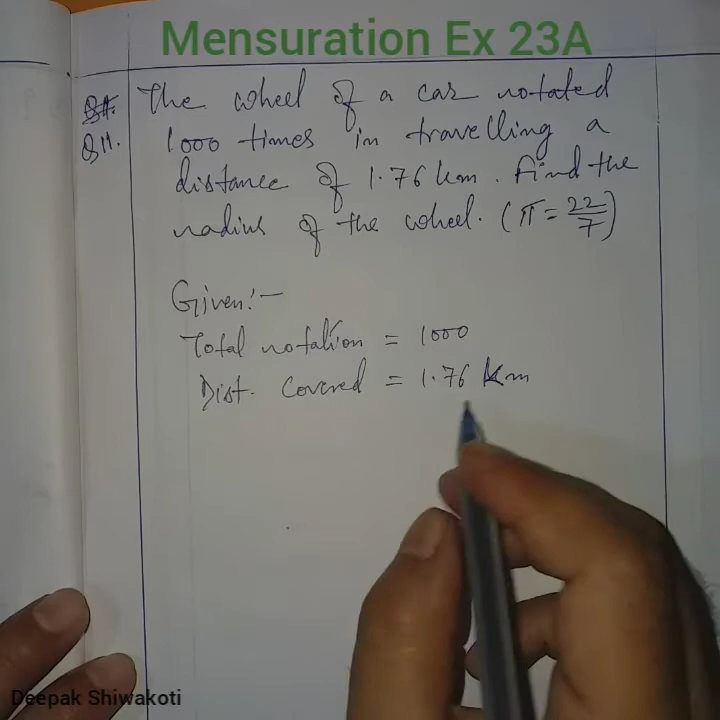 Mensuration Ex 23A
Q11. The wheel of a car rotated
1000 times in travelling a
distance of 1.76 km. Find the
radius of the wheel. (π = 22/7)
Given:-
Total rotation = 1000
Dist. Covered = 1.76 Km
Deepak Shiwakoti